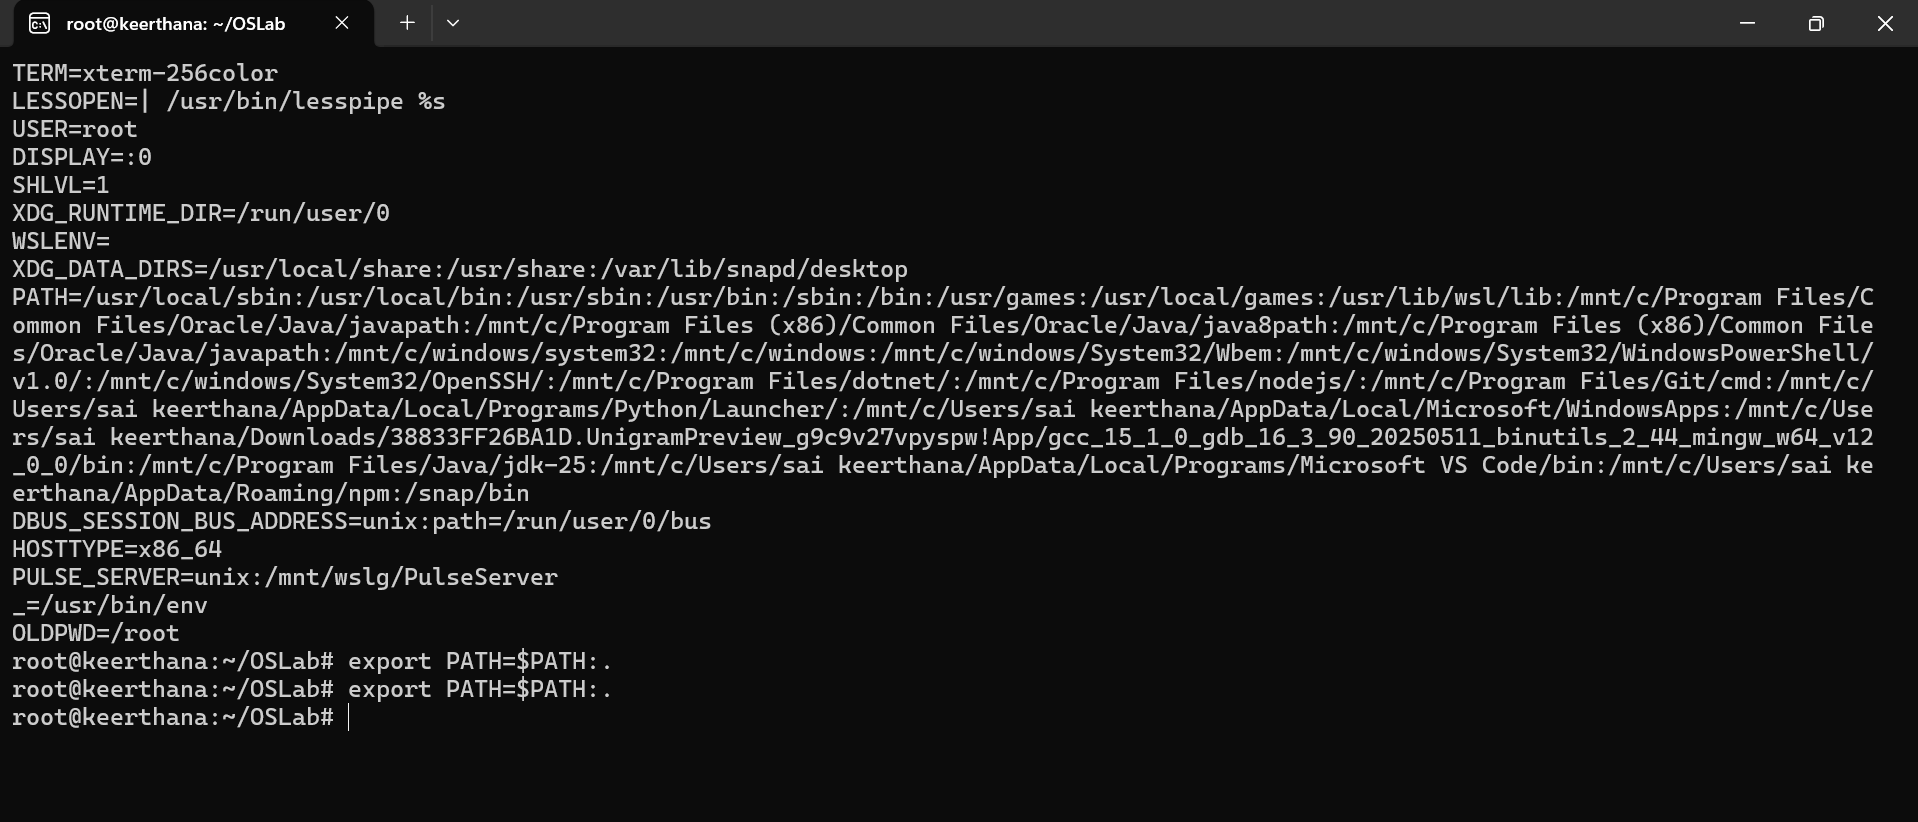 root@keerthana: ~/OSLab
TERM=xterm-256color
LESSOPEN=| /usr/bin/lesspipe %s
USER=root
DISPLAY=:0
SHLVL=1
XDG_RUNTIME_DIR=/run/user/0
WSLENV=
XDG_DATA_DIRS=/usr/local/share:/usr/share:/var/lib/snapd/desktop
PATH=/usr/local/sbin:/usr/local/bin:/usr/sbin:/usr/bin:/sbin:/bin:/usr/games:/usr/local/games:/usr/lib/wsl/lib:/mnt/c/Program Files/C
ommon Files/Oracle/Java/javapath:/mnt/c/Program Files (x86)/Common Files/Oracle/Java/java8path:/mnt/c/Program Files (x86)/Common File
s/Oracle/Java/javapath:/mnt/c/windows/system32:/mnt/c/windows:/mnt/c/windows/System32/Wbem:/mnt/c/windows/System32/WindowsPowerShell/
v1.0/:/mnt/c/windows/System32/OpenSSH/:/mnt/c/Program Files/dotnet/:/mnt/c/Program Files/nodejs/:/mnt/c/Program Files/Git/cmd:/mnt/c/
Users/sai keerthana/AppData/Local/Programs/Python/Launcher/:/mnt/c/Users/sai keerthana/AppData/Local/Microsoft/WindowsApps:/mnt/c/Use
rs/sai keerthana/Downloads/38833FF26BA1D.UnigramPreview_g9c9v27vpyspw!App/gcc_15_1_0_gdb_16_3_90_20250511_binutils_2_44_mingw_w64_v12
_0_0/bin:/mnt/c/Program Files/Java/jdk-25:/mnt/c/Users/sai keerthana/AppData/Local/Programs/Microsoft VS Code/bin:/mnt/c/Users/sai ke
erthana/AppData/Roaming/npm:/snap/bin
DBUS_SESSION_BUS_ADDRESS=unix:path=/run/user/0/bus
HOSTTYPE=x86_64
PULSE_SERVER=unix:/mnt/wslg/PulseServer
_=/usr/bin/env
OLDPWD=/root
root@keerthana:~/OSLab# export PATH=$PATH:.
root@keerthana:~/OSLab# export PATH=$PATH:.
root@keerthana:~/OSLab#